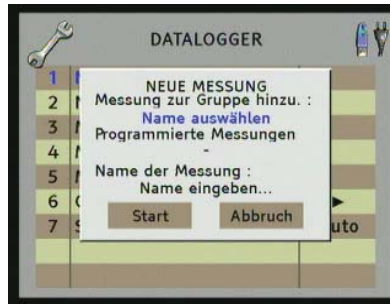 DATALOGGER
1
2
3
4
5
6
7
NEUE MESSUNG
Messung zur Gruppe hinzu. :
Name auswählen
Programmierte Messungen
-
Name der Messung :
Name eingeben...
Start Abbruch
uto